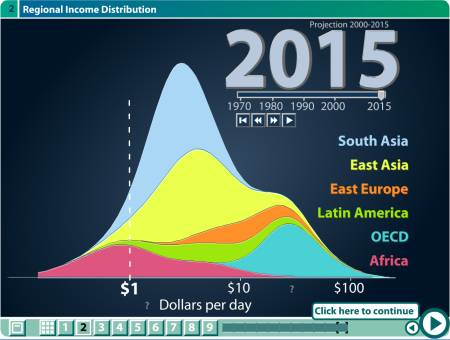 2 Regional Income Distribution
Projection 2000-2015
2015
1970 1980 1990 2000 2015
South Asia
East Asia
East Europe
Latin America
OECD
Africa
$1 $10 ? $100
? Dollars per day
Click here to continue
1 2 3 4 5 6 7 8 9